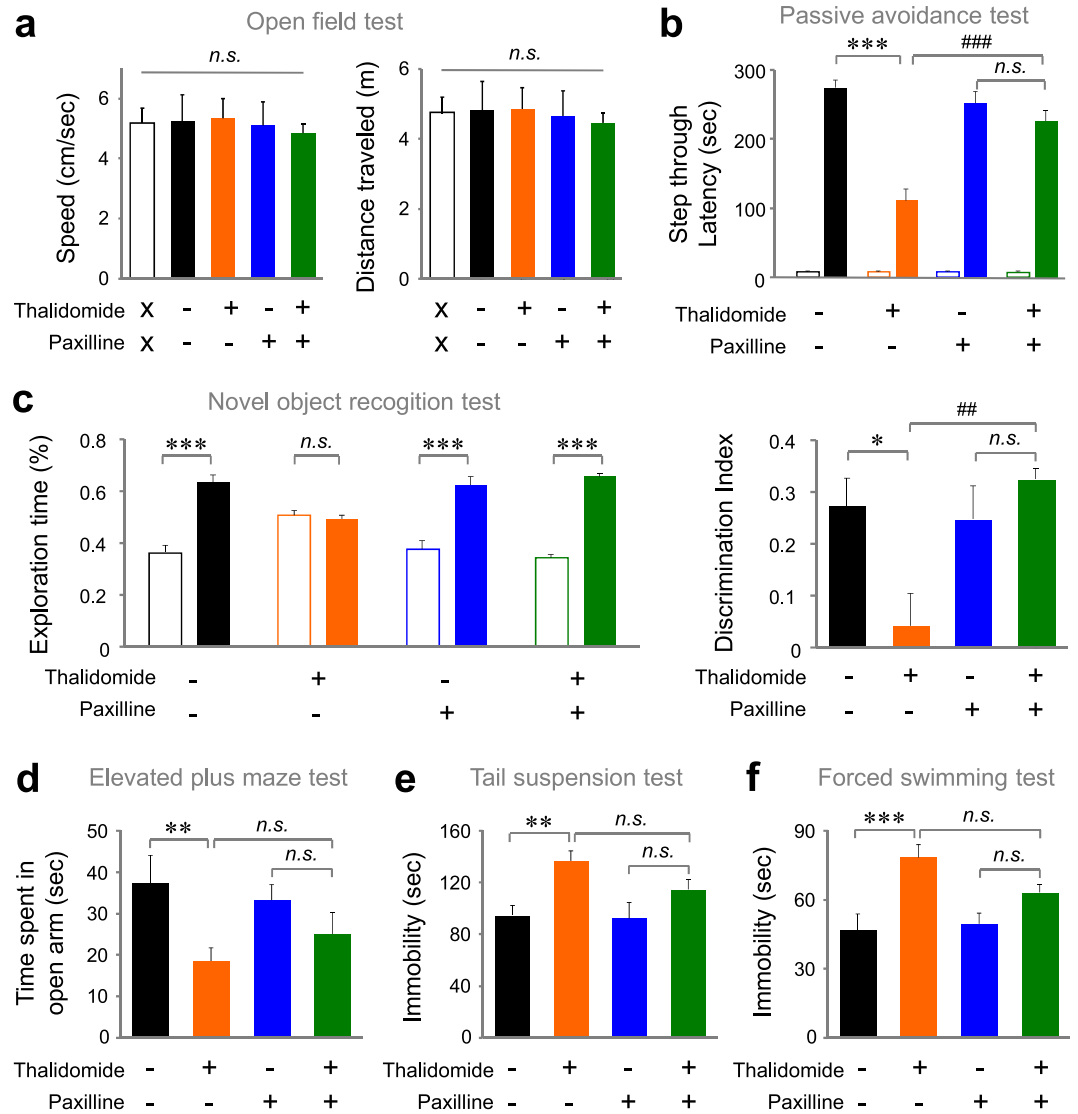 a Open field test
n.s.
Speed (cm/sec)
6
4
2
0
Thalidomide X - + - +
Paxilline X - - + +
n.s.
Distance traveled (m)
6
4
2
0
X - + - +
X - - + +
b Passive avoidance test
*** ###
n.s.
Step through
Latency (sec)
300
200
100
0
Thalidomide - + - +
Paxilline - - + +
c Novel object recogition test
*** n.s. *** ***
Exploration time (%)
0.8
0.6
0.4
0.2
0
Thalidomide - + - +
Paxilline - - + +
##
* n.s.
Discrimination Index
0.4
0.3
0.2
0.1
0
Thalidomide - + - +
Paxilline - - + +
d Elevated plus maze test
** n.s.
n.s.
Time spent in
open arm (sec)
50
40
30
20
10
0
Thalidomide - + - +
Paxilline - - + +
e Tail suspension test
** n.s.
n.s.
Immobility (sec)
160
120
80
40
0
Thalidomide - + - +
Paxilline - - + +
f Forced swimming test
*** n.s.
n.s.
Immobility (sec)
90
60
30
0
Thalidomide - + - +
Paxilline - - + +